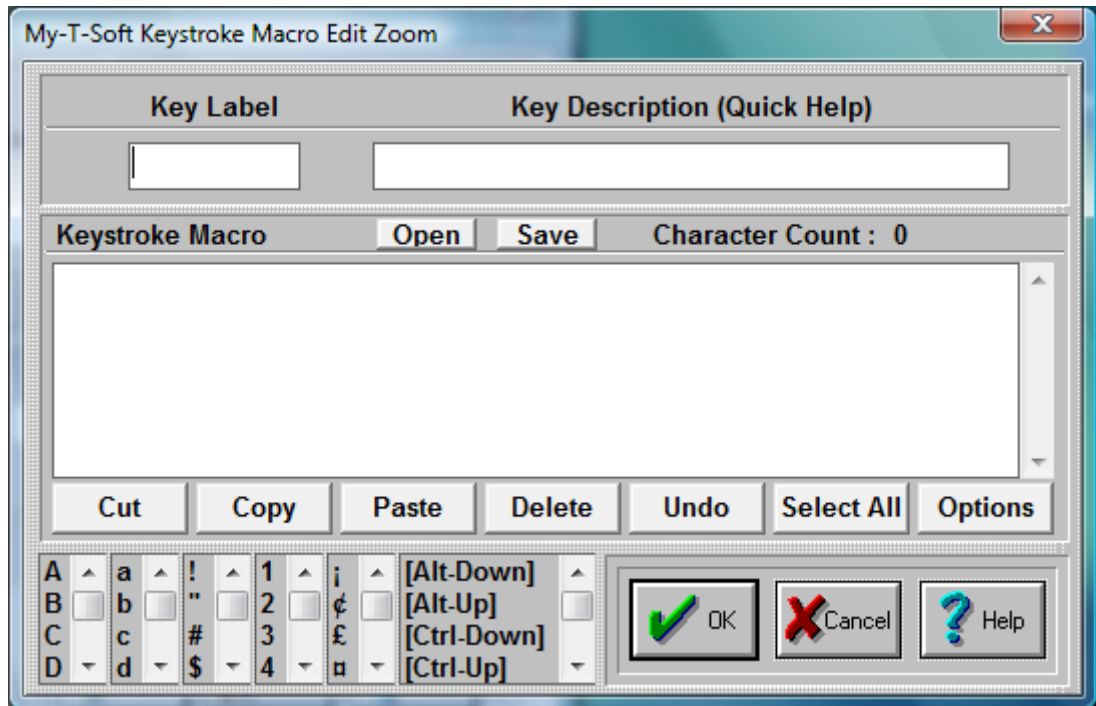 My-T-Soft Keystroke Macro Edit Zoom
Key Label Key Description (Quick Help)
Keystroke Macro Open Save Character Count : 0
Cut Copy Paste Delete Undo Select All Options
A a ! 1 ¡ [Alt-Down]
B b " 2 ¢ [Alt-Up]
C c # 3 £ [Ctrl-Down]
D d $ 4 ¤ [Ctrl-Up]
OK Cancel Help